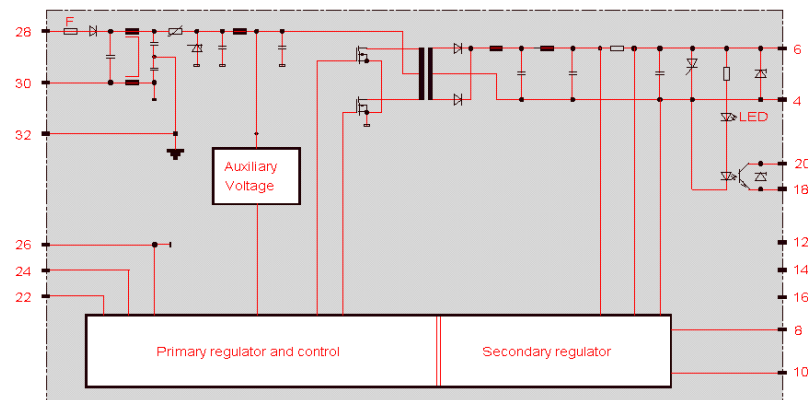 F
28
6
30
4
32
LED
Auxiliary
Voltage
20
18
26
12
24
14
22
16
8
Primary regulator and control
Secondary regulator
10